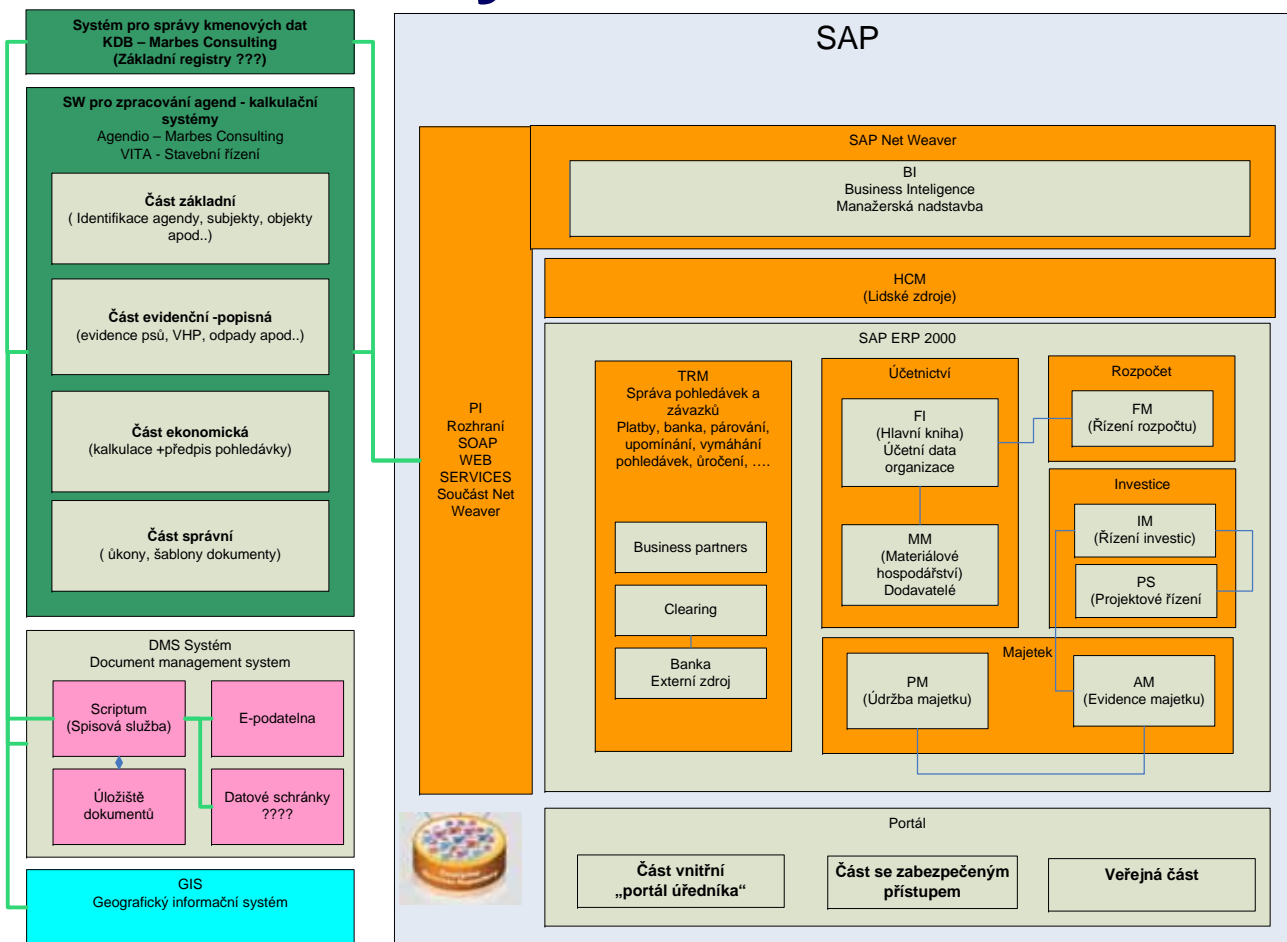 Systém pro správy kmenových dat
KDB – Marbes Consulting
(Základní registry ???)
SW pro zpracování agend - kalkulační
systémy
Agendio – Marbes Consulting
VITA - Stavební řízení
Část základní
( Identifikace agendy, subjekty, objekty
apod..)
Část evidenční -popisná
(evidence psů, VHP, odpady apod..)
Část ekonomická
(kalkulace +předpis pohledávky)
Část správní
( úkony, šablony dokumenty)
DMS Systém
Document management system
Scriptum
(Spisová služba)
E-podatelna
Úložiště
dokumentů
Datové schránky
????
GIS
Geografický informační systém
SAP
PI
Rozhraní
SOAP
WEB
SERVICES
Součást Net
Weaver
SAP Net Weaver
BI
Business Inteligence
Manažerská nadstavba
HCM
(Lidské zdroje)
SAP ERP 2000
TRM
Správa pohledávek a
závazků
Platby, banka, párování,
upomínání, vymáhání
pohledávek, úročení, ….
Business partners
Clearing
Banka
Externí zdroj
Účetnictví
FI
(Hlavní kniha)
Účetní data
organizace
MM
(Materiálové
hospodářství)
Dodavatelé
Rozpočet
FM
(Řízení rozpočtu)
Investice
IM
(Řízení investic)
PS
(Projektové řízení
Majetek
PM
(Údržba majetku)
AM
(Evidence majetku)
Portál
Část vnitřní
„portál úředníka“
Část se zabezpečeným
přístupem
Veřejná část